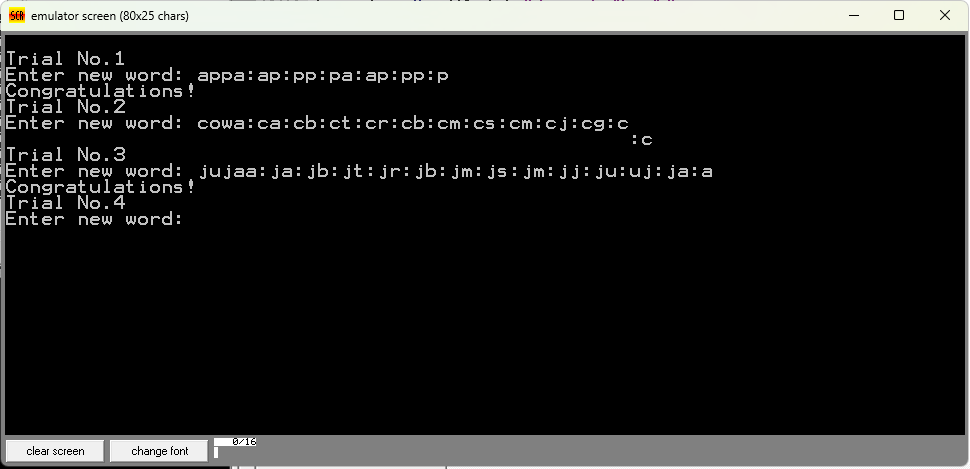 emulator screen (80x25 chars)
Trial No.1
Enter new word: appa:ap:pp:pa:ap:pp:p
Congratulations!
Trial No.2
Enter new word: cowa:ca:cb:ct:cr:cb:cm:cs:cm:cj:cg:c
:c
Trial No.3
Enter new word: jujaa:ja:jb:jt:jr:jb:jm:js:jm:jj:ju:uj:ja:a
Congratulations!
Trial No.4
Enter new word:
clear screen
change font
0/16